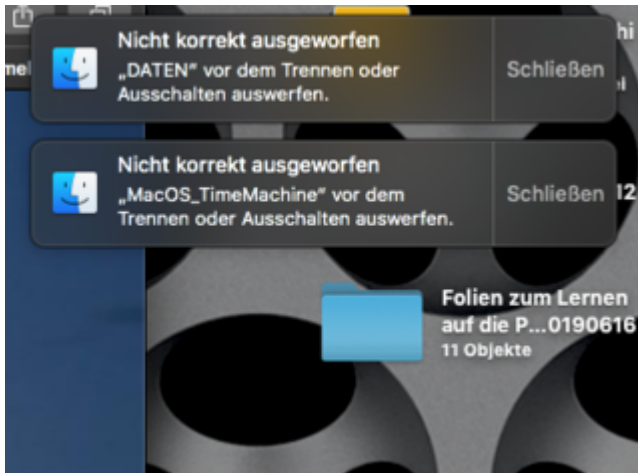 Nicht korrekt ausgeworfen
„DATEN“ vor dem Trennen oder
Ausschalten auswerfen.
Schließen
Nicht korrekt ausgeworfen
„MacOS_TimeMachine“ vor dem
Trennen oder Ausschalten auswerfen.
Schließen
12
Folien zum Lernen
auf die P...0190616
11 Objekte